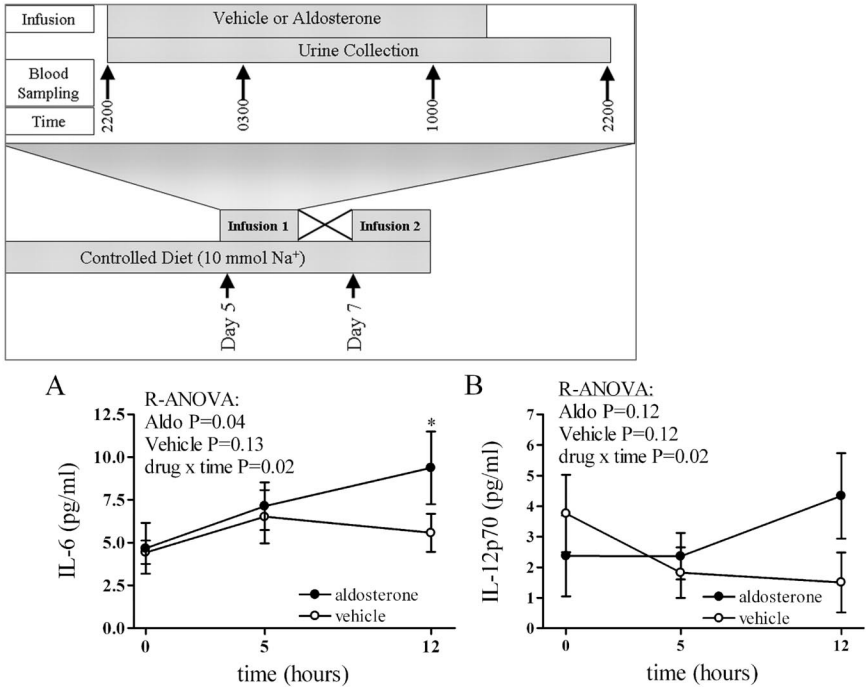 Infusion
Vehicle or Aldosterone
Urine Collection
Blood
Sampling
Time
2200
0300
1000
2200
Infusion 1
Infusion 2
Controlled Diet (10 mmol Na⁺)
Day 5
Day 7
A
R-ANOVA:
Aldo P=0.04
Vehicle P=0.13
drug x time P=0.02
*
12.5
10.0
7.5
5.0
2.5
0.0
IL-6 (pg/ml)
aldosterone
vehicle
0
5
12
time (hours)
B
R-ANOVA:
Aldo P=0.12
Vehicle P=0.12
drug x time P=0.02
7
6
5
4
3
2
1
0
IL-12p70 (pg/ml)
aldosterone
vehicle
0
5
12
time (hours)